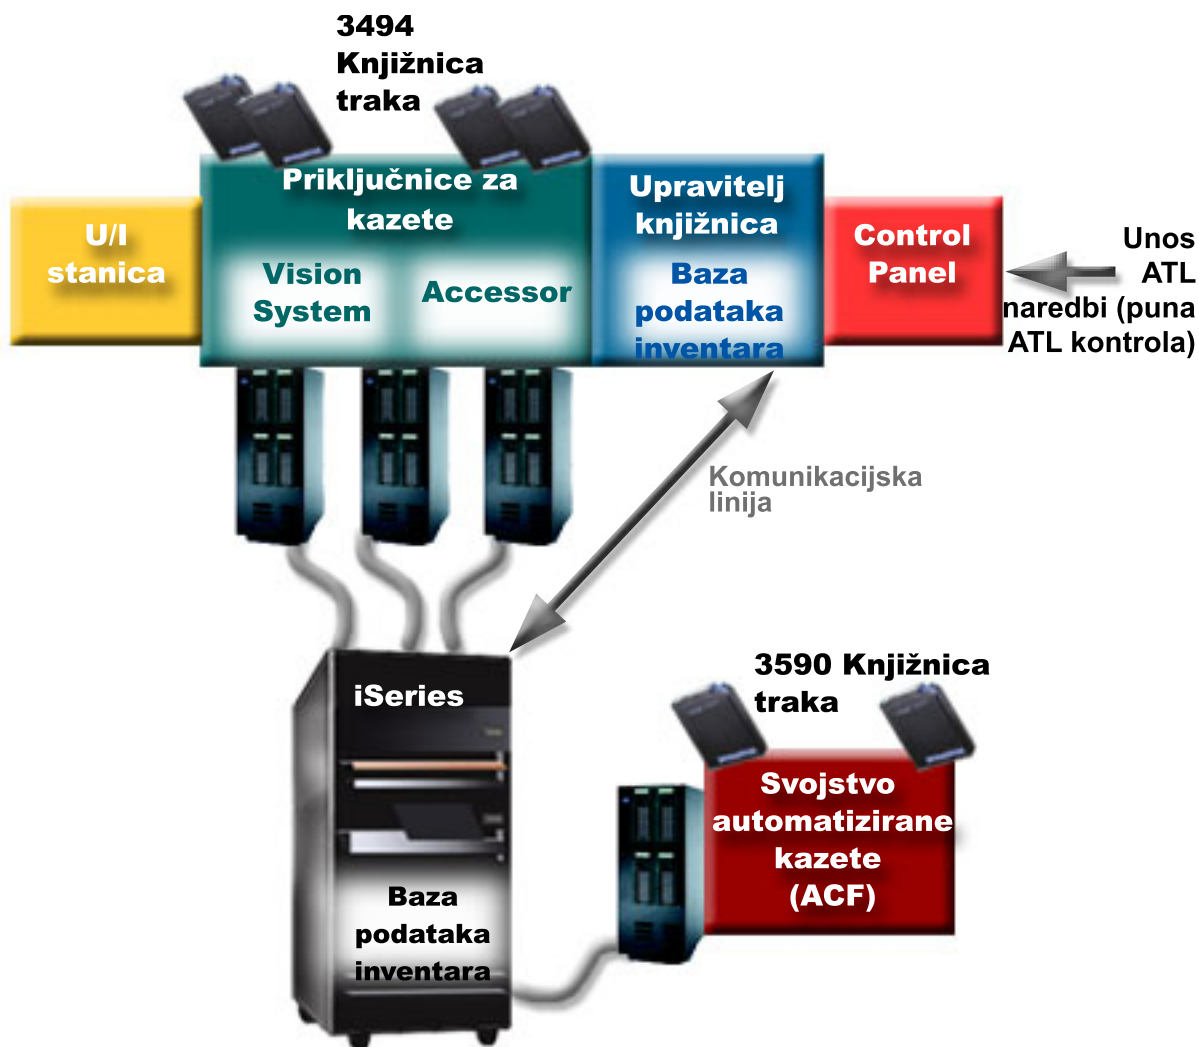 3494
Knjižnica
traka
Priključnice za
kazete
Upravitelj
knjižnica
U/I
stanica
Vision
System
Accessor
Baza
podataka
inventara
Control
Panel
Unos
ATL
naredbi (puna
ATL kontrola)
Komunikacijska
linija
iSeries
Baza
podataka
inventara
3590 Knjižnica
traka
Svojstvo
automatizirane
kazete
(ACF)